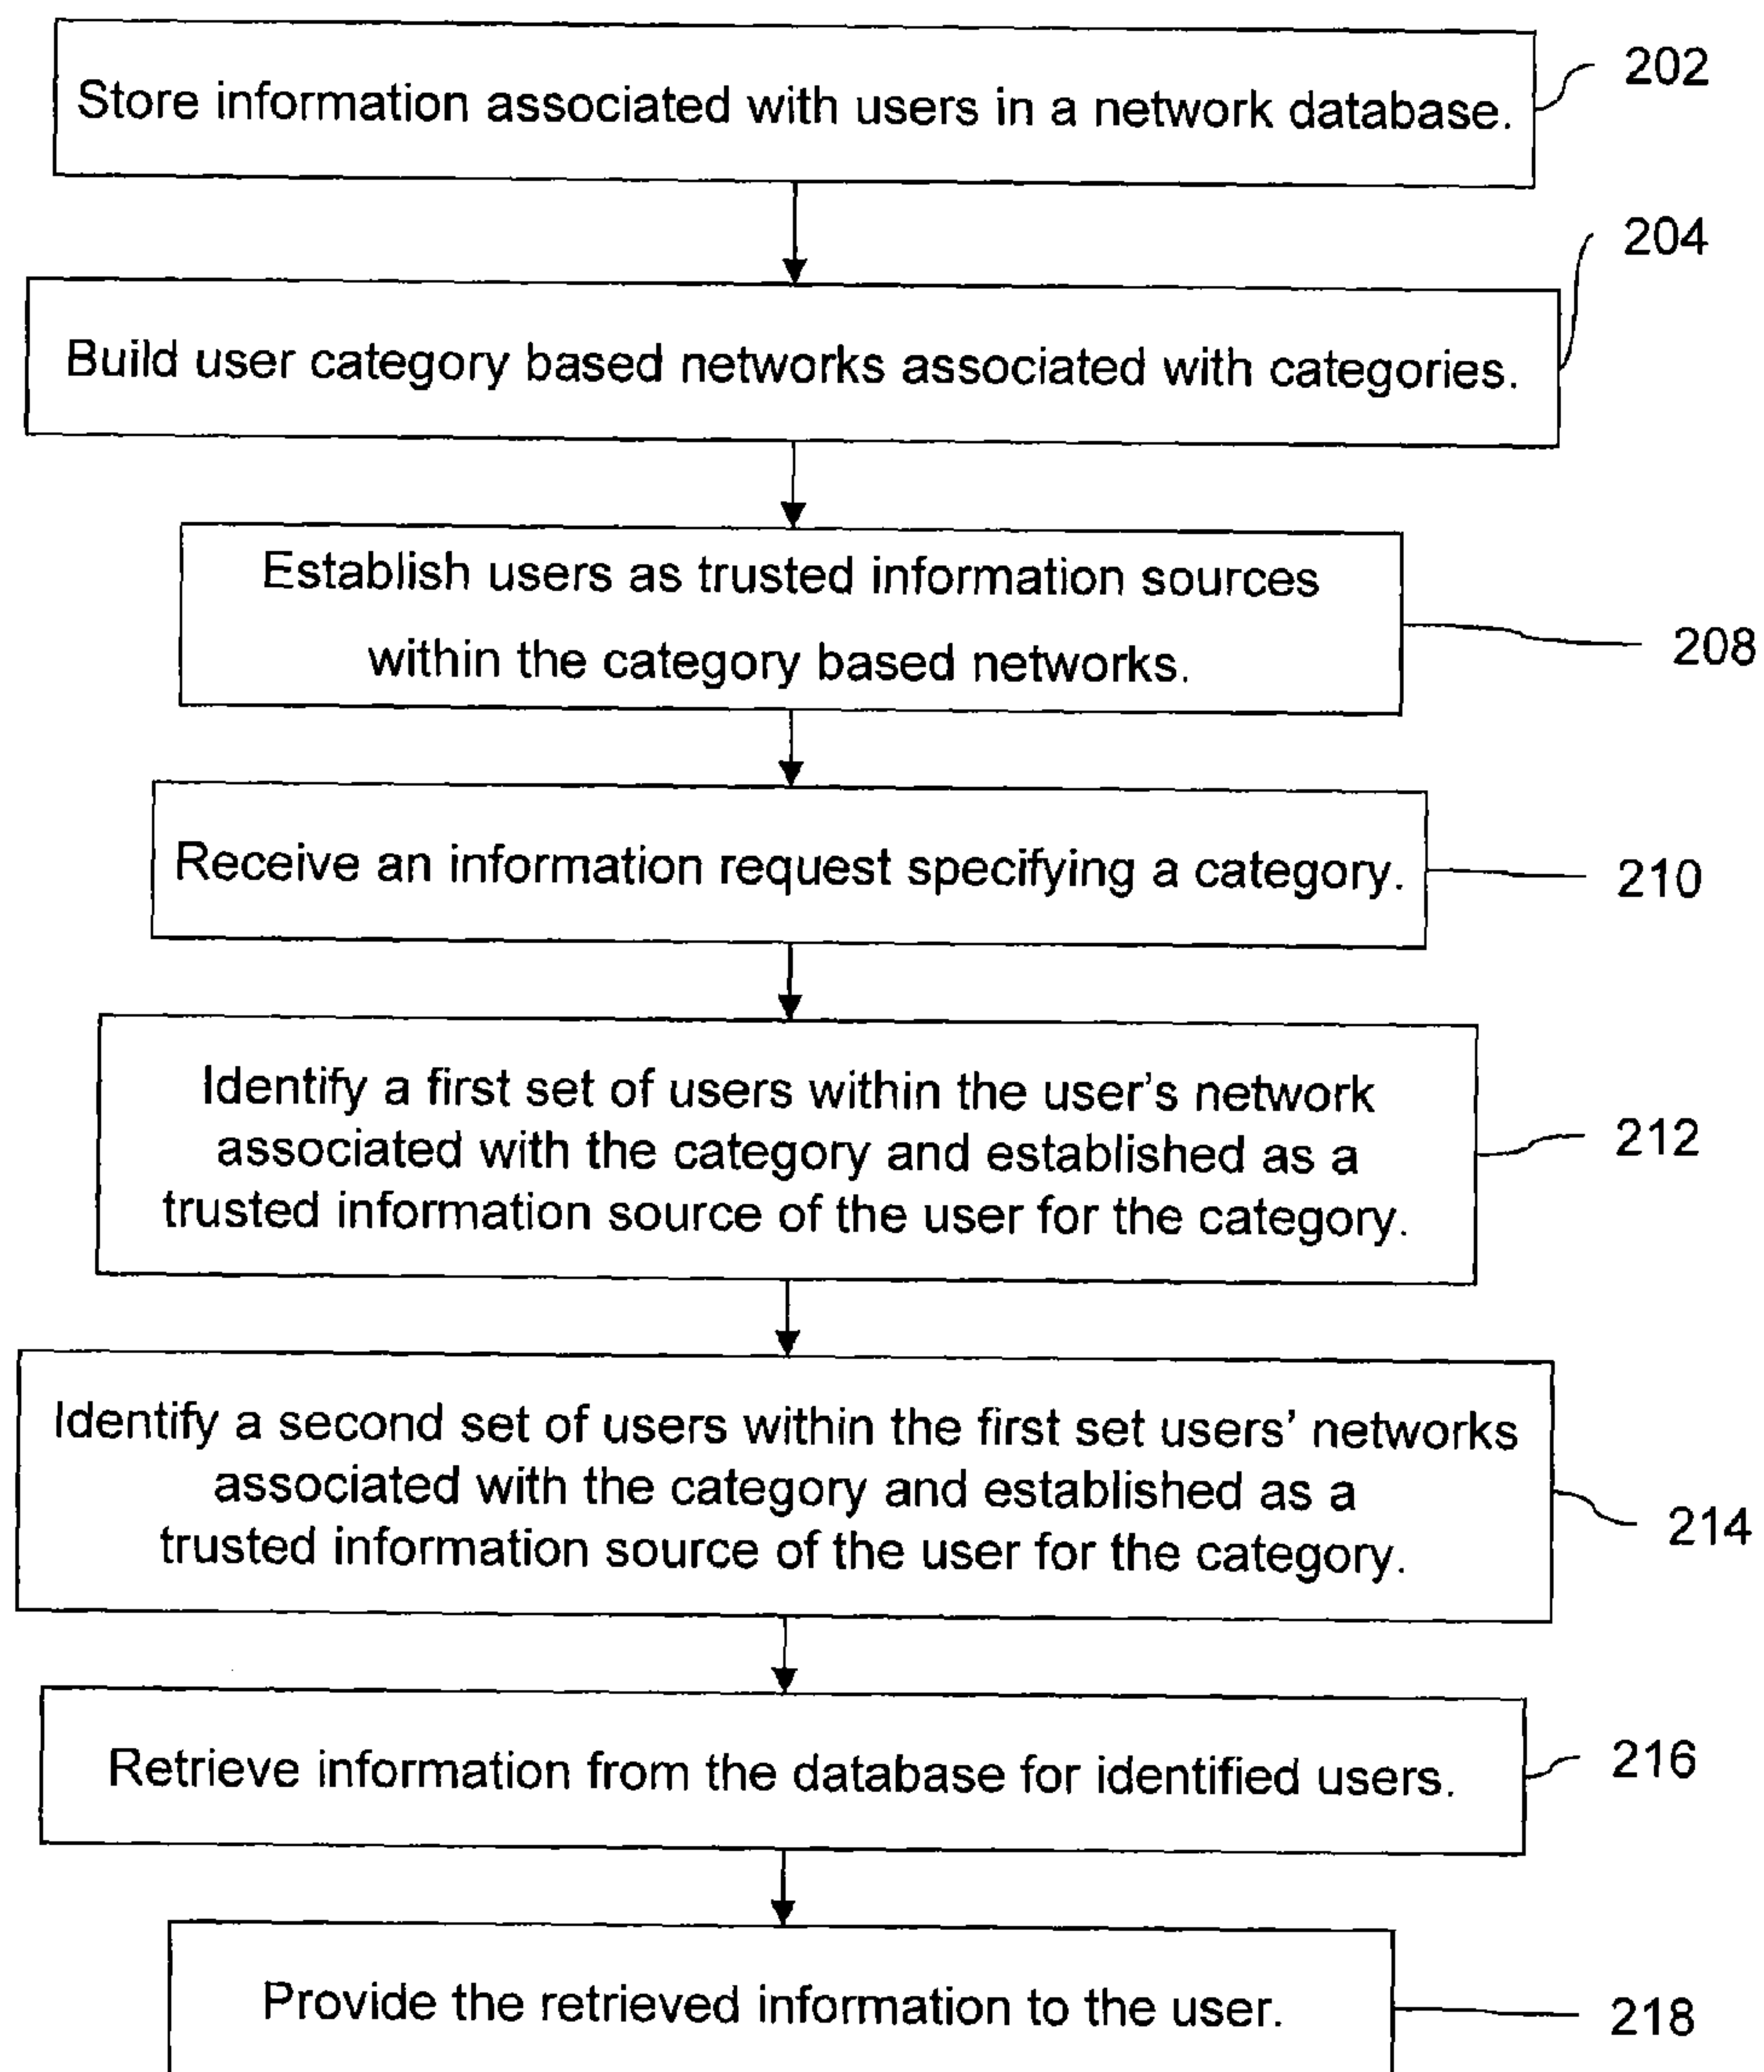 Store information associated with users in a network database.
202
204
Build user category based networks associated with categories.
Establish users as trusted information sources
within the category based networks.
208
Receive an information request specifying a category.
210
Identify a first set of users within the user's network
associated with the category and established as a
trusted information source of the user for the category.
212
Identify a second set of users within the first set users' networks
associated with the category and established as a
trusted information source of the user for the category.
214
Retrieve information from the database for identified users.
216
Provide the retrieved information to the user.
218